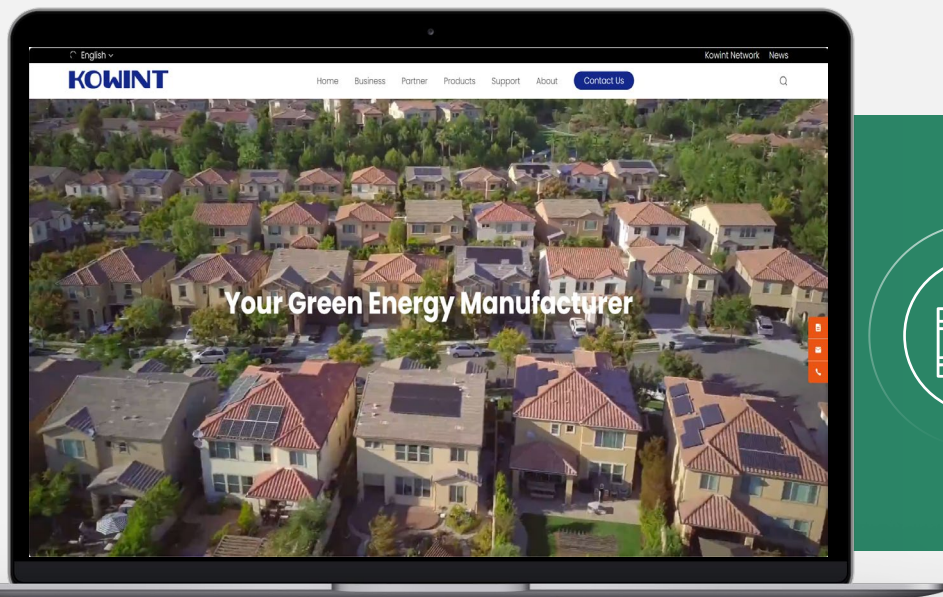 English
Kowint Network News
KOWINT
Home Business Partner Products Support About Contact Us
Your Green Energy Manufacturer